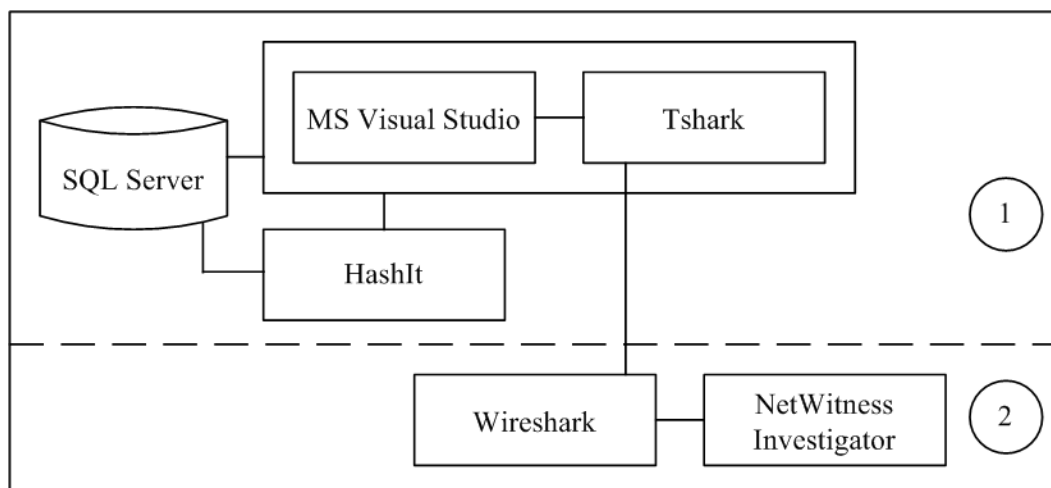 MS Visual Studio
Tshark
SQL Server
1
HashIt
Wireshark
NetWitness
Investigator
2